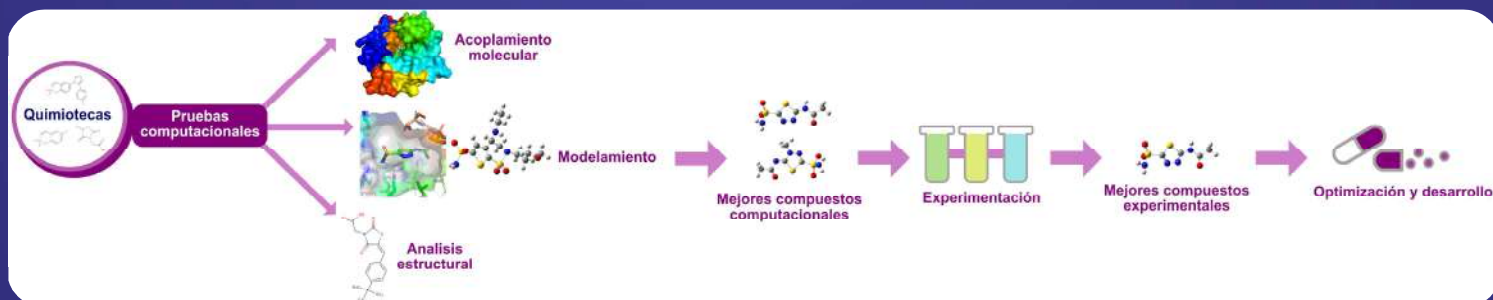 Quimiotecas
Pruebas
computacionales
Acoplamiento
molecular
Modelamiento
Analisis
estructural
Mejores compuestos
computacionales
Experimentación
Mejores compuestos
experimentales
Optimización y desarrollo